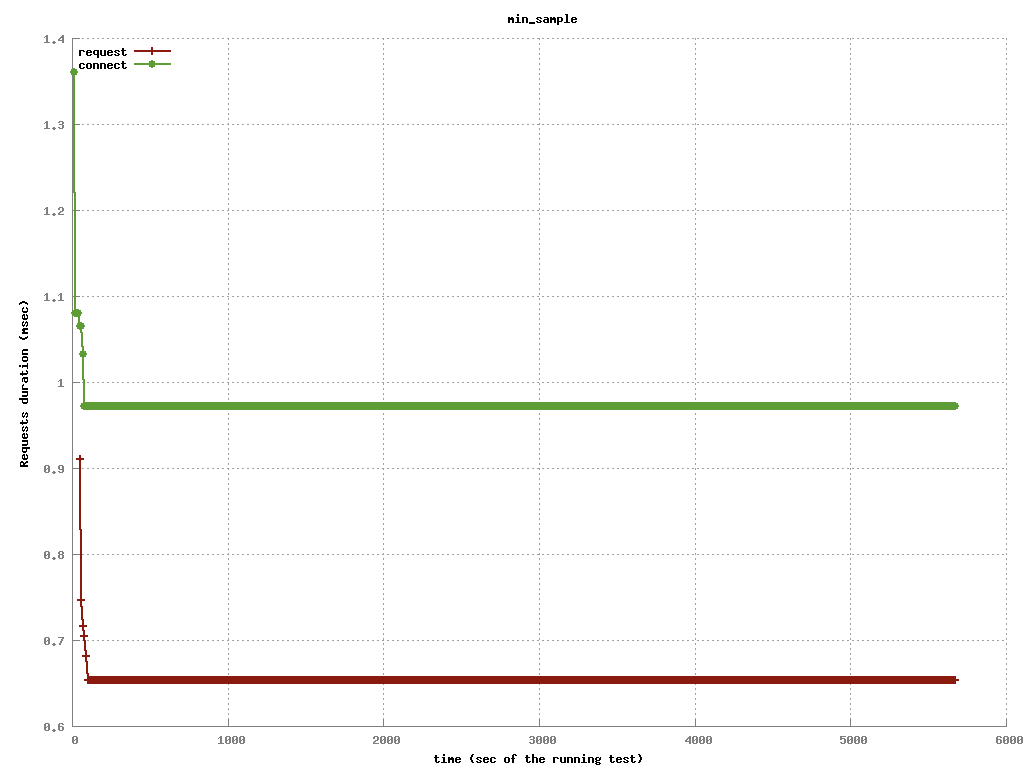 min_sample
request
connect
1.4
1.3
1.2
1.1
1
0.9
0.8
0.7
0.6
Requests duration (msec)
0 1000 2000 3000 4000 5000 6000
time (sec of the running test)